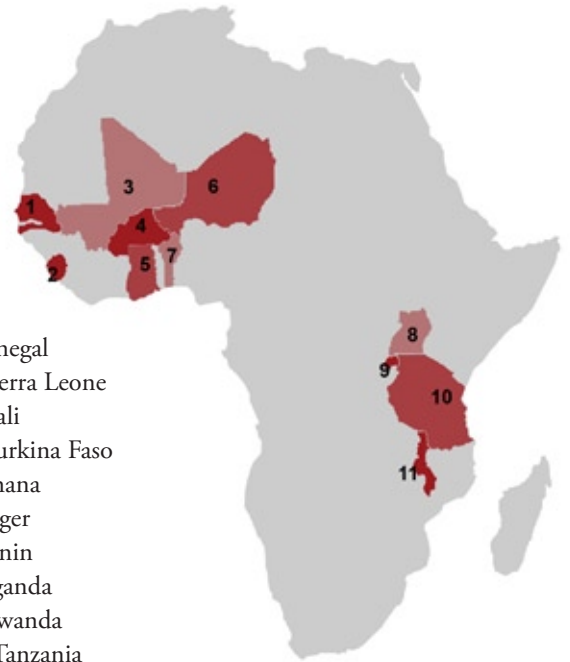 3
6
1
4
7
5
2
8
9
10
11
negal
erra Leone
ali
urkina Faso
hana
ger
nin
ganda
wanda
Tanzania